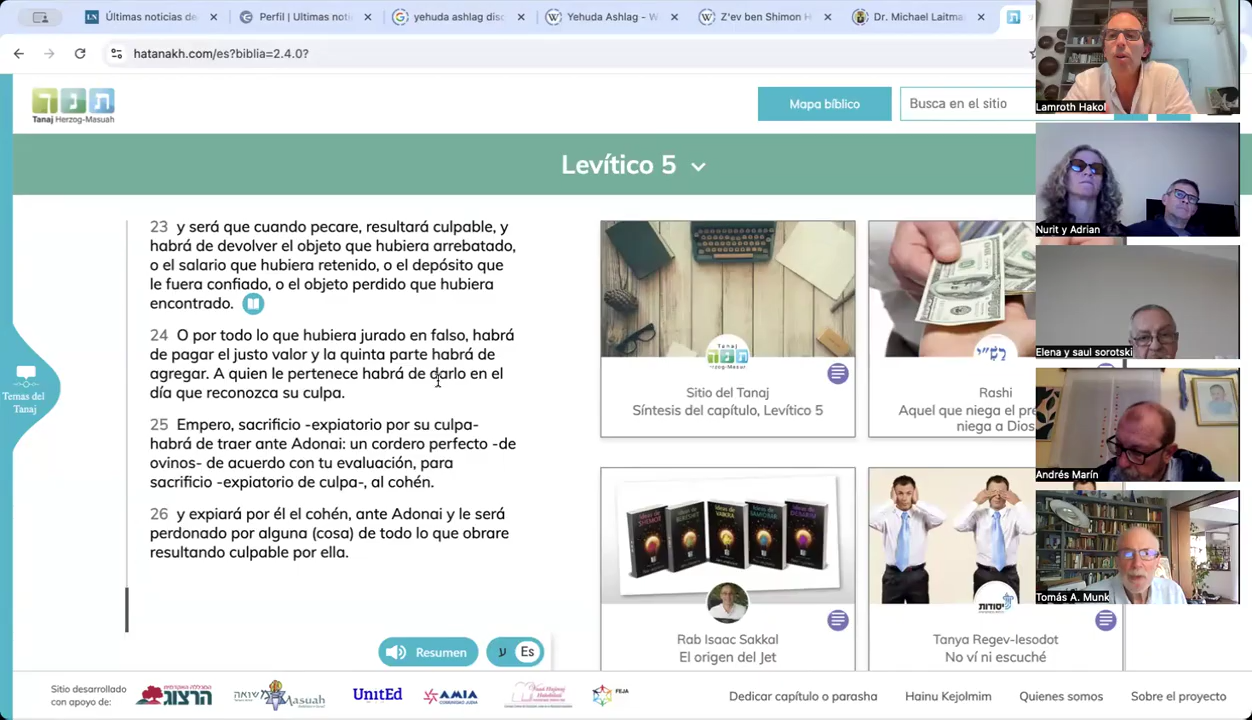 Últimas noticias de
Perfil | Ultimas noti
yehuda ashlag disc
Yehuda Ashlag - W
Z'ev ben Shimon H
Dr. Michael Laitma
hatanakh.com/es?biblia=2.4.0?
תנך
Tanaj Herzog-Masuah
Mapa bíblico
Busca en el sitio
Levítico 5
23 y será que cuando pecare, resultará culpable, y
habrá de devolver el objeto que hubiera arrebatado,
o el salario que hubiera retenido, o el depósito que
le fuera confiado, o el objeto perdido que hubiera
encontrado.
24 O por todo lo que hubiera jurado en falso, habrá
de pagar el justo valor y la quinta parte habrá de
agregar. A quien le pertenece habrá de darlo en el
día que reconozca su culpa.
25 Empero, sacrificio -expiatorio por su culpa-
habrá de traer ante Adonai: un cordero perfecto -de
ovinos- de acuerdo con tu evaluación, para
sacrificio -expiatorio de culpa-, al cohén.
26 y expiará por él el cohén, ante Adonai y le será
perdonado por alguna (cosa) de todo lo que obrare
resultando culpable por ella.
Temas del
Tanaj
Resumen
ע Es
Sitio del Tanaj
Síntesis del capítulo, Levítico 5
רש"י
Rashi
Aquel que niega el pre
niega a Dios
Rab Isaac Sakkal
El origen del Jet
יסודות
Tanya Regev-Iesodot
No ví ni escuché
Lamroth Hakol
Nurit y Adrian
Elena y saul sorotski
Andrés Marín
Tomás A. Munk
Sitio desarrollado
con apoyo de:
הרצוג
Masuah
UnitEd
AMIA
FEJA
Dedicar capítulo o parasha
Hainu Kejolmim
Quienes somos
Sobre el proyecto